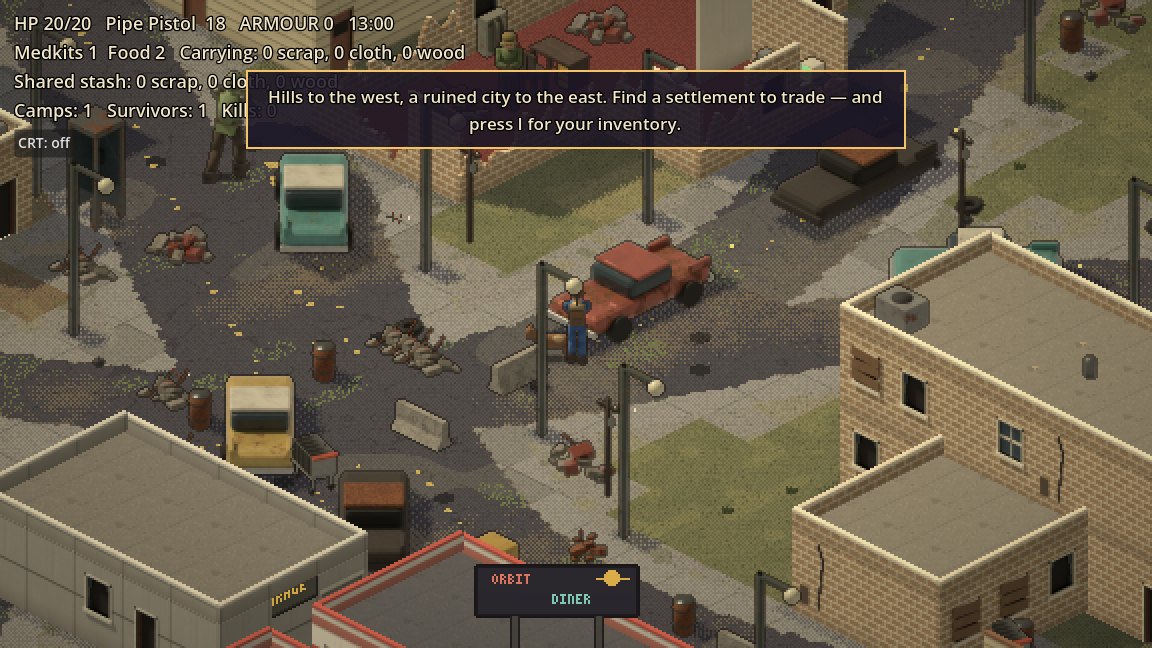 HP 20/20 Pipe Pistol 18 ARMOUR 0 13:00
Medkits 1 Food 2 Carrying: 0 scrap, 0 cloth, 0 wood
Shared stash: 0 scrap, 0 cloth, 0 wood
Camps: 1 Survivors: 1 Kills: 0
Hills to the west, a ruined city to the east. Find a settlement to trade — and
press I for your inventory.
CRT: off
ORBIT
DINER